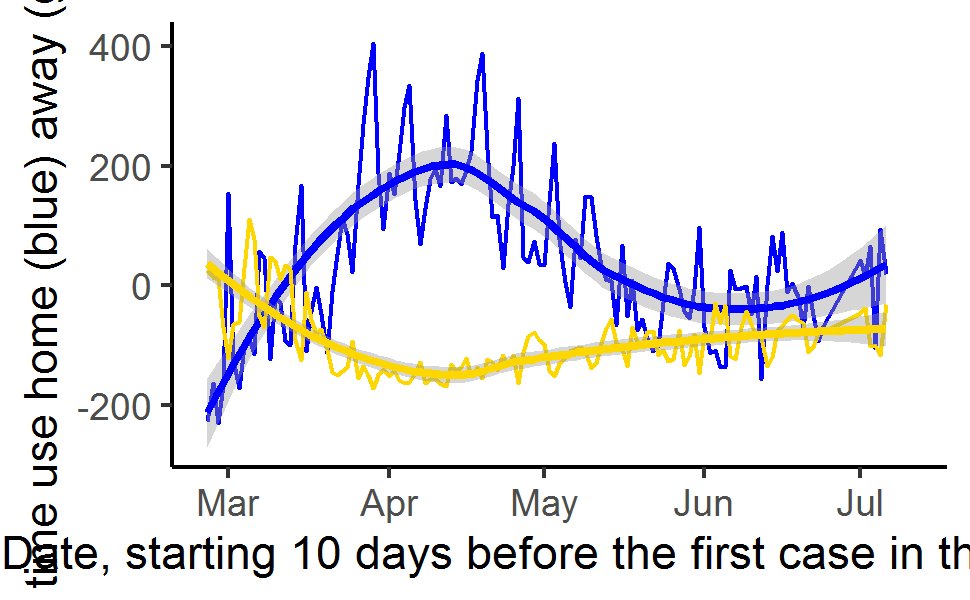 time use home (blue) away (
400
200
0
-200
Mar Apr May Jun Jul
Date, starting 10 days before the first case in th